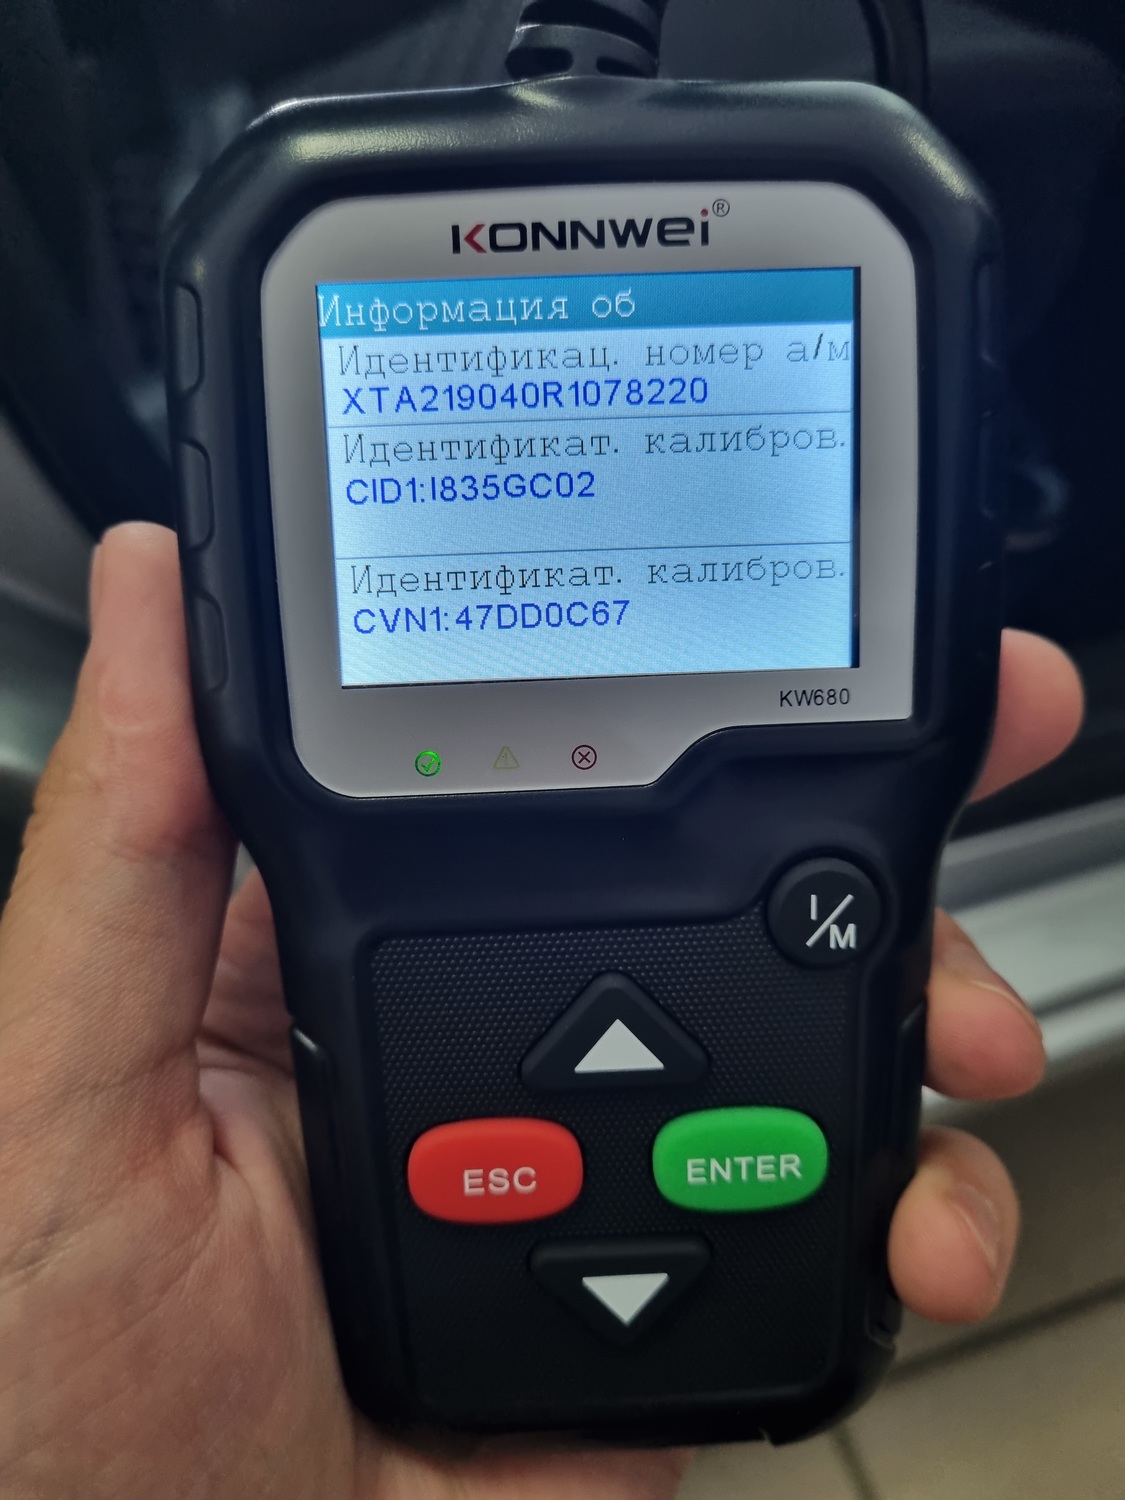 KONNWEI®
Информация об
Идентификац. номер а/м
XTA219040R1078220
Идентификат. калибров.
CID1:I835GC02
Идентификат. калибров.
CVN1:47DD0C67
KW680
I/M
ESC
ENTER